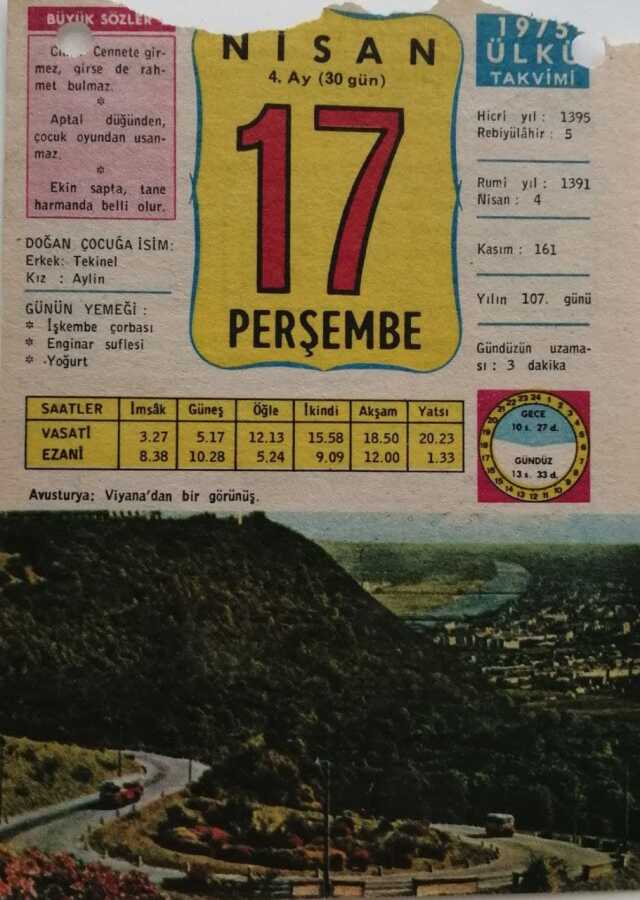 BÜYÜK SÖZLER
Cennete gir-
mez, girse de rah-
met bulmaz.
*
Aptal düğünden,
çocuk oyundan usan-
maz.
*
Ekin sapta, tane
harmanda belli olur.
DOĞAN ÇOCUĞA İSİM:
Erkek: Tekinel
Kız : Aylin
GÜNÜN YEMEĞİ :
* İşkembe çorbası
* Enginar suflesi
* Yoğurt
NİSAN
4. Ay (30 gün)
17
PERŞEMBE
1975
ÜLKÜ
TAKVİMİ
Hicri yıl : 1395
Rebiyülâhir : 5
Rumi yıl : 1391
Nisan : 4
Kasım : 161
Yılın 107. günü
Gündüzün uzama-
sı : 3 dakika
SAATLER İmsâk Güneş Öğle İkindi Akşam Yatsı
VASATİ 3.27 5.17 12.13 15.58 18.50 20.23
EZANİ 8.38 10.28 5.24 9.09 12.00 1.33
GECE
10 s. 27 d.
GÜNDÜZ
13 s. 33 d.
Avusturya: Viyana'dan bir görünüş.